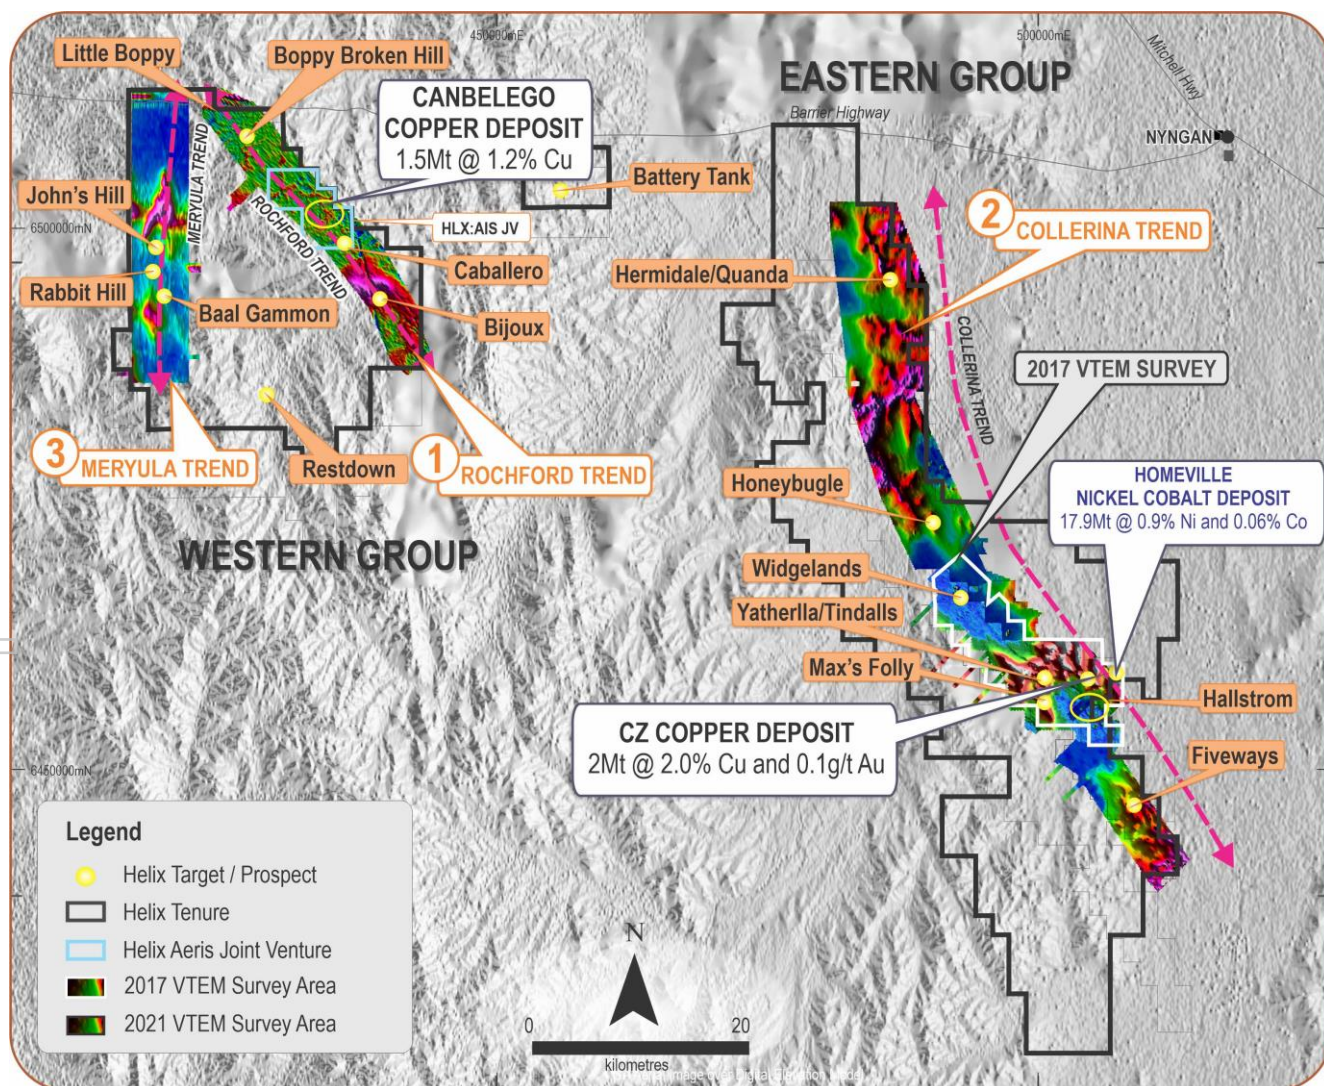 450000mE
500000mE
Mitchell Hwy
Little Boppy
Boppy Broken Hill
EASTERN GROUP
Barrier Highway
NYNGAN
CANBELEGO
COPPER DEPOSIT
1.5Mt @ 1.2% Cu
MERYULA TREND
John's Hill
Battery Tank
ROCHFORD TREND
HLX:AIS JV
6500000mN
2
COLLERINA TREND
Rabbit Hill
Baal Gammon
Caballero
Bijoux
Hermidale/Quanda
COLLERINA TREND
2017 VTEM SURVEY
3
MERYULA TREND
Restdown
1
ROCHFORD TREND
Honeybugle
HOMEVILLE
NICKEL COBALT DEPOSIT
17.9Mt @ 0.9% Ni and 0.06% Co
WESTERN GROUP
Widgelands
Yatherlla/Tindalls
Max's Folly
Hallstrom
CZ COPPER DEPOSIT
2Mt @ 2.0% Cu and 0.1g/t Au
Fiveways
6450000mN
Legend
Helix Target / Prospect
Helix Tenure
Helix Aeris Joint Venture
2017 VTEM Survey Area
2021 VTEM Survey Area
N
0
20
kilometres